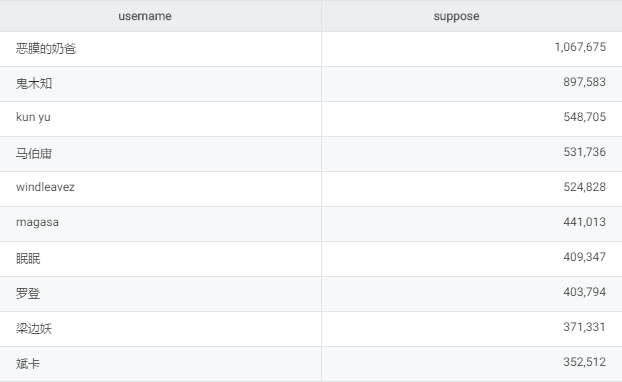 username suppose
恶膜的奶爸 1,067,675
鬼木知 897,583
kun yu 548,705
马伯庸 531,736
windleavez 524,828
magasa 441,013
眠眠 409,347
罗登 403,794
梁边妖 371,331
斌卡 352,512